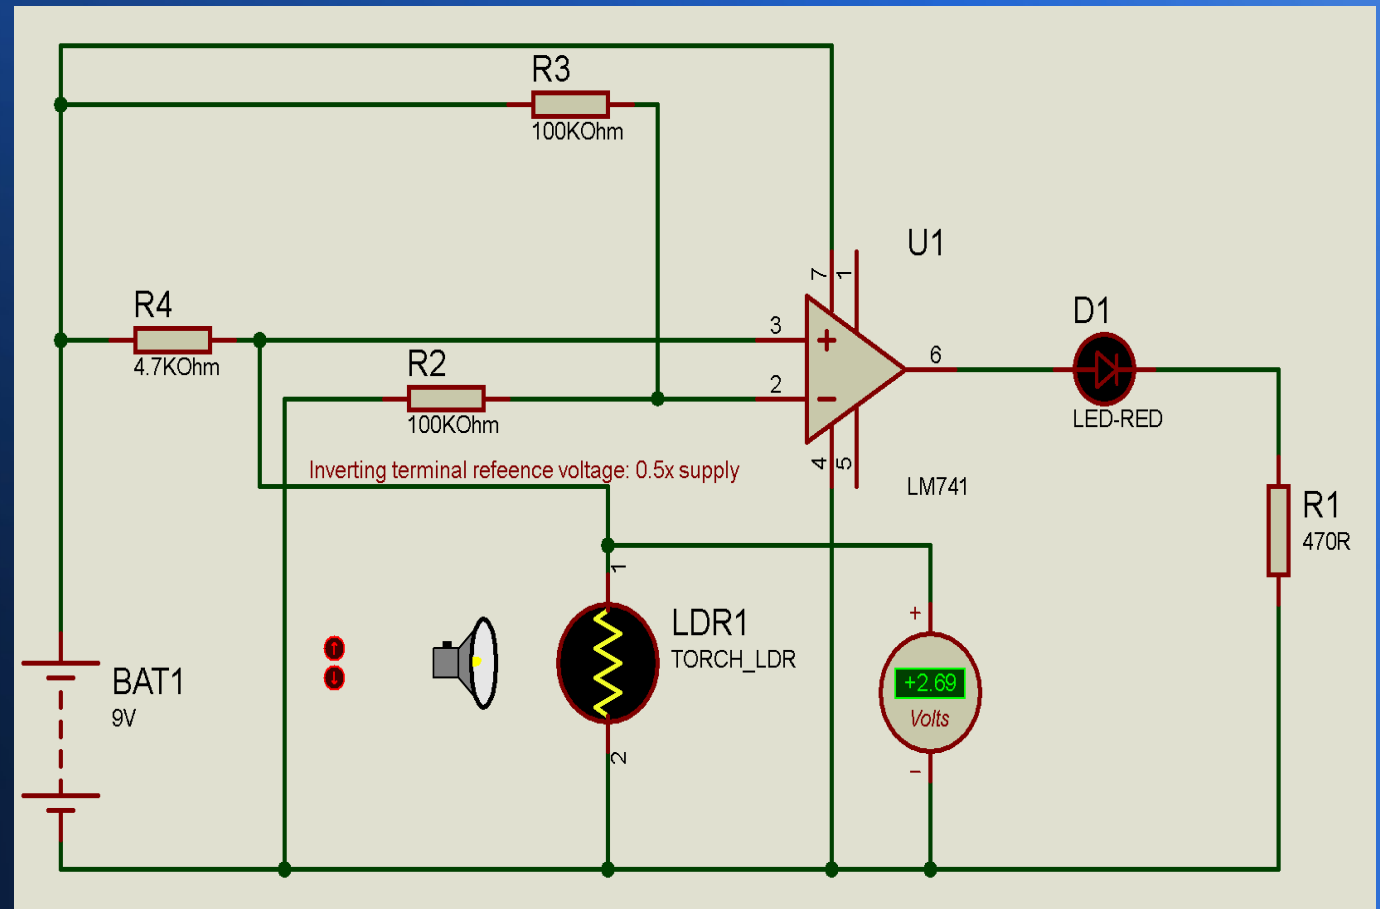 R3
100KOhm
U1
7
1
R4
4.7KOhm
3
+
D1
R2
100KOhm
2
−
6
LED-RED
Inverting terminal refeence voltage: 0.5x supply
4
5
LM741
R1
470R
1
LDR1
TORCH_LDR
+
BAT1
9V
+2.69
Volts
2
−